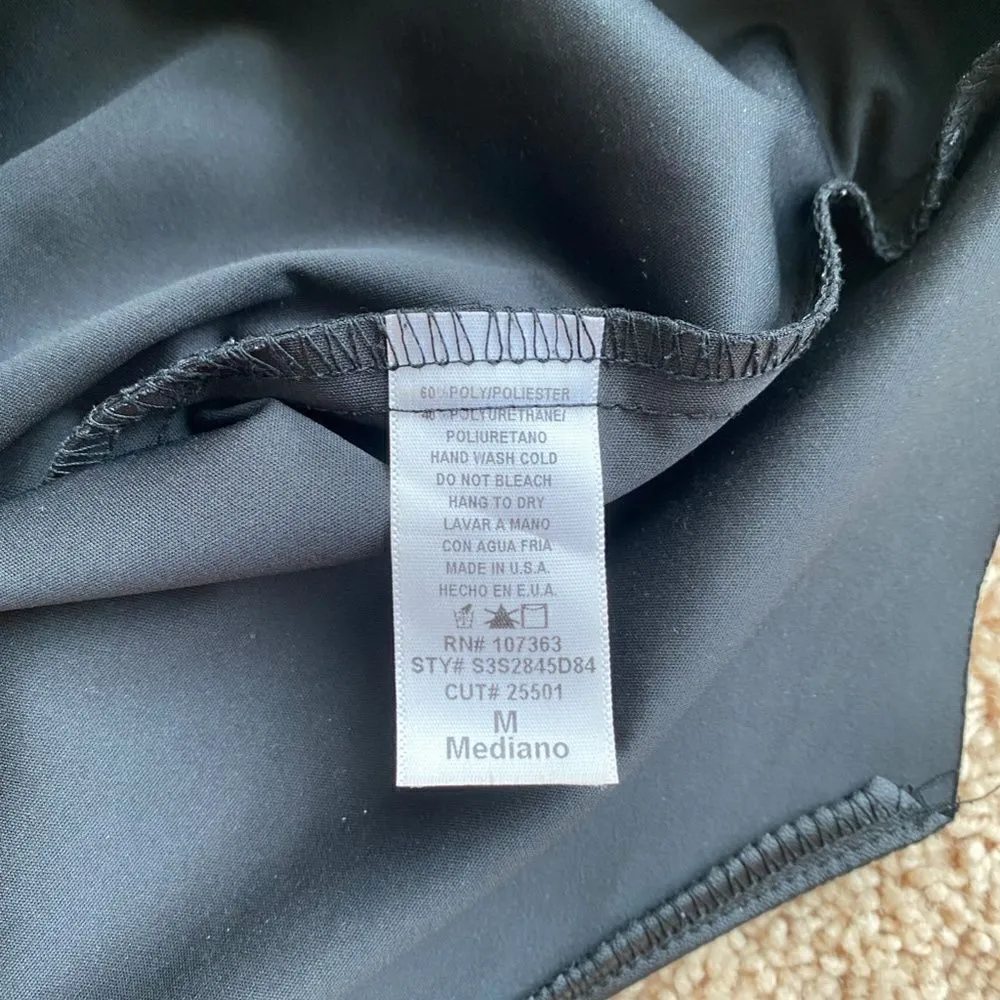 60% POLY/POLIESTER
40% POLYURETHANE/
POLIURETANO
HAND WASH COLD
DO NOT BLEACH
HANG TO DRY
LAVAR A MANO
CON AGUA FRIA
MADE IN U.S.A.
HECHO EN E.U.A.
RN# 107363
STY# S3S2845D84
CUT# 25501
M
Mediano